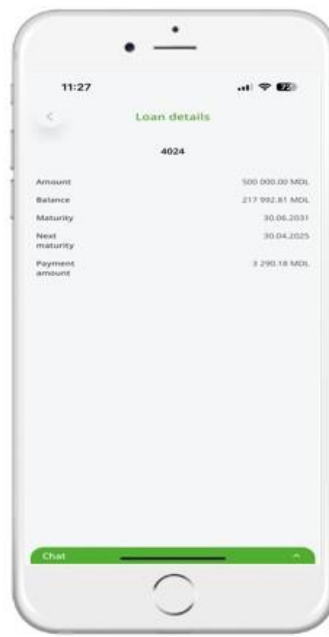 11:27
Loan details
4024
Amount 500 000.00 MDL
Balance 217 992.81 MDL
Maturity 30.06.2031
Next maturity 30.04.2025
Payment amount 3 290.18 MDL
Chat